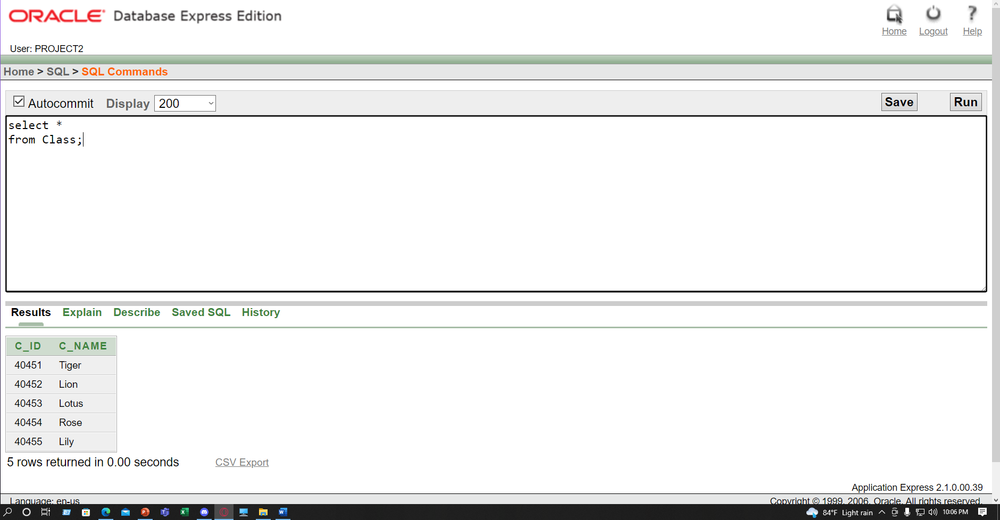 ORACLE® Database Express Edition
Home Logout Help
User: PROJECT2
Home > SQL > SQL Commands
Autocommit Display 200 Save Run
select *
from Class;
Results Explain Describe Saved SQL History
C_ID C_NAME
40451 Tiger
40452 Lion
40453 Lotus
40454 Rose
40455 Lily
5 rows returned in 0.00 seconds CSV Export
Application Express 2.1.0.00.39
Language: en-us Copyright © 1999, 2006, Oracle. All rights reserved.
84°F Light rain 10:06 PM